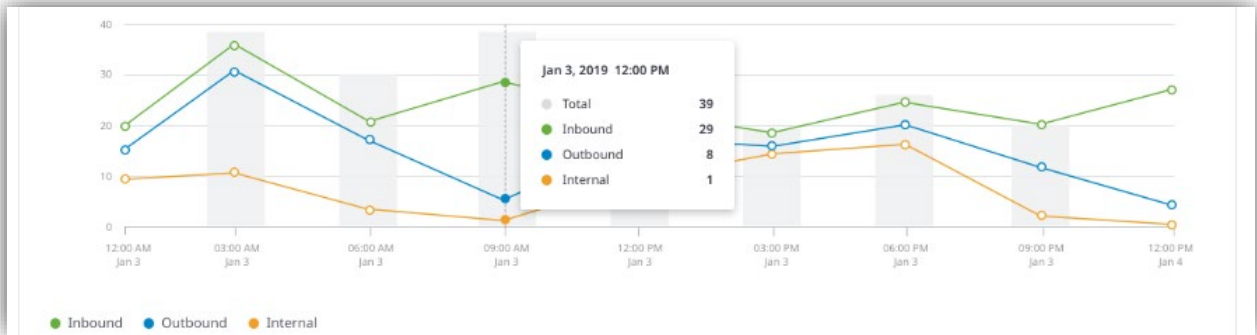 40
30
20
10
0
Jan 3, 2019 12:00 PM
Total 39
Inbound 29
Outbound 8
Internal 1
12:00 AM 03:00 AM 06:00 AM 09:00 AM 12:00 PM 03:00 PM 06:00 PM 09:00 PM 12:00 PM
Jan 3 Jan 3 Jan 3 Jan 3 Jan 3 Jan 3 Jan 3 Jan 3 Jan 4
Inbound Outbound Internal